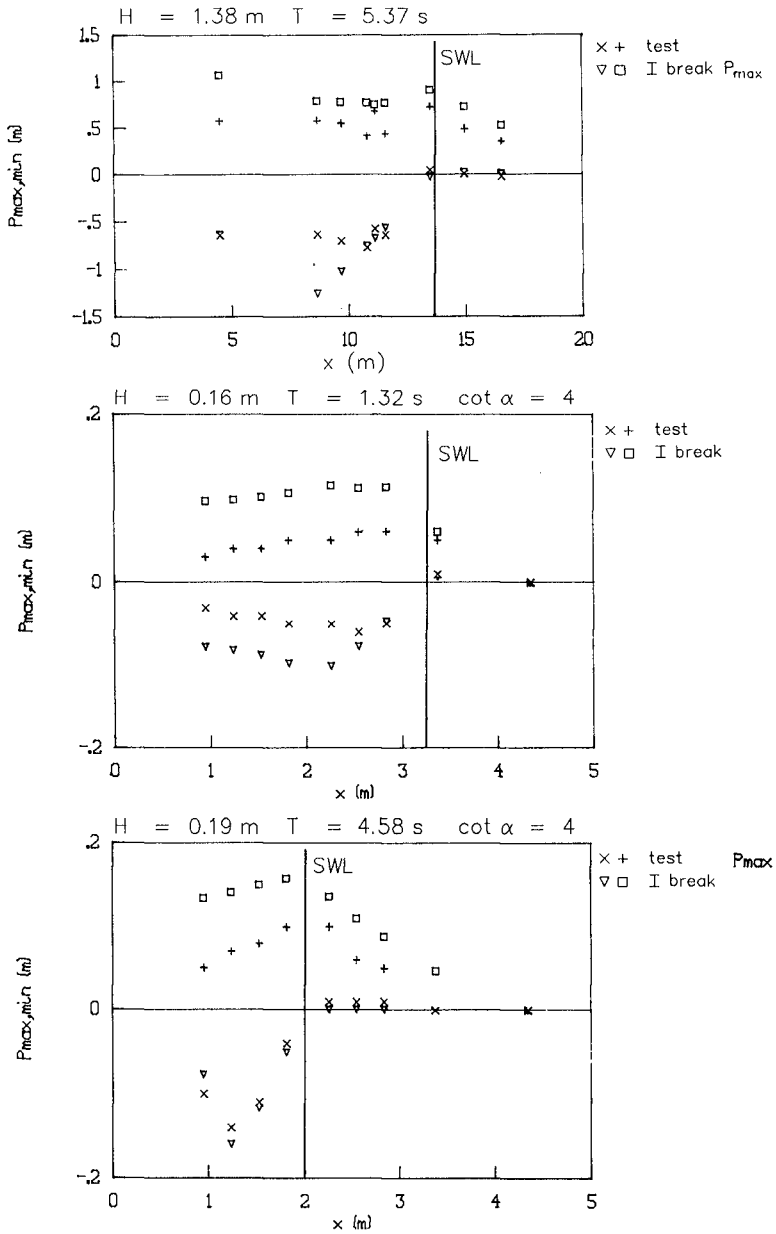 H = 1.38 m T = 5.37 s
1.5
1
.5
0
-.5
-1
-1.5
Pmax,min (m)
SWL
× + test
▽ □ I break Pmax
0 5 10 15 20
x (m)
H = 0.16 m T = 1.32 s cot α = 4
.2
0
-.2
Pmax,min (m)
SWL
× + test
▽ □ I break
0 1 2 3 4 5
x (m)
H = 0.19 m T = 4.58 s cot α = 4
.2
0
-.2
Pmax,min (m)
SWL
× + test Pmax
▽ □ I break
0 1 2 3 4 5
x (m)